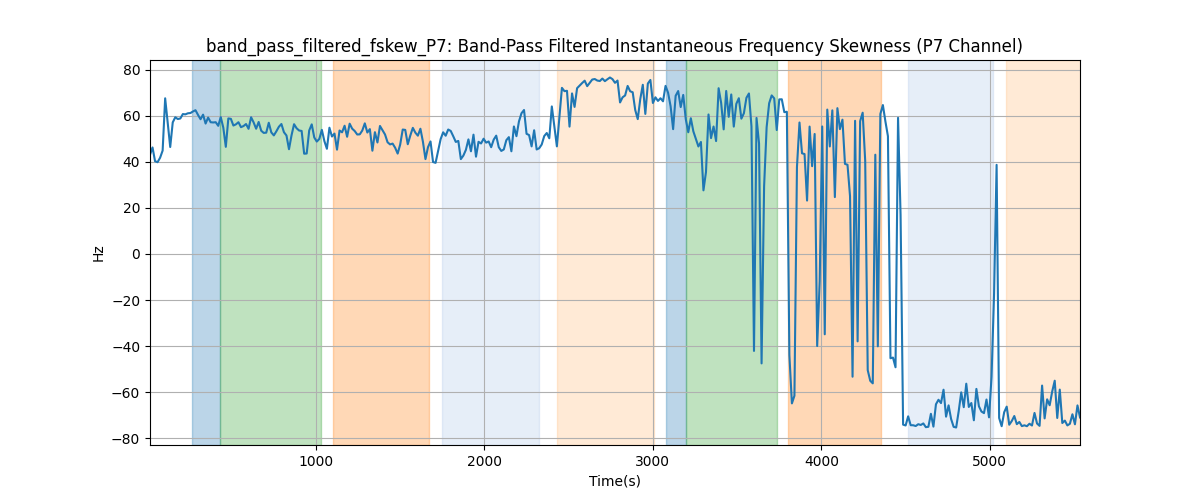 band_pass_filtered_fskew_P7: Band-Pass Filtered Instantaneous Frequency Skewness (P7 Channel)
80
60
40
20
0
−20
−40
−60
−80
Hz
1000 2000 3000 4000 5000
Time(s)